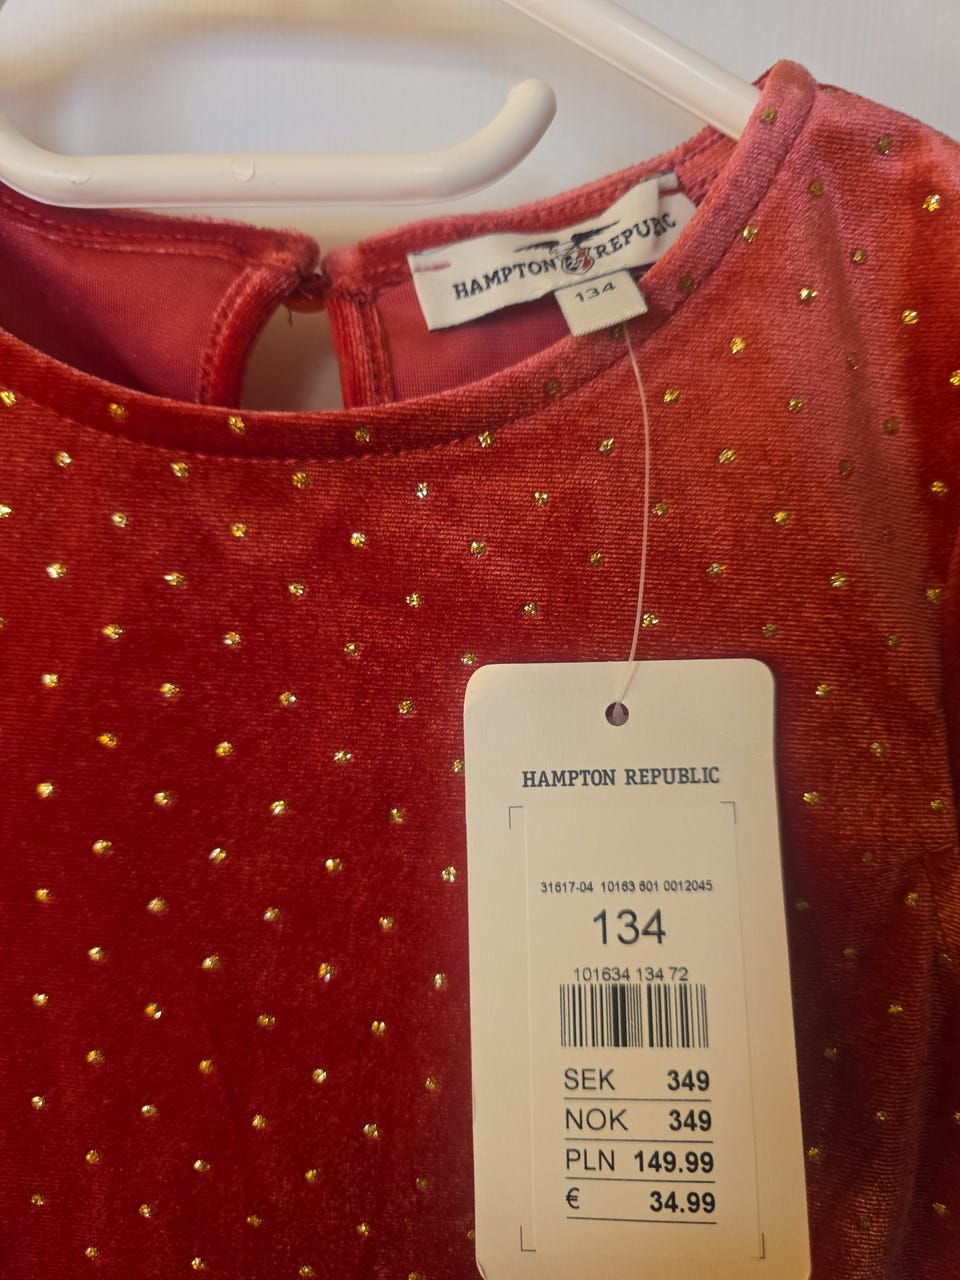 HAMPTON REPUBLIC
134
HAMPTON REPUBLIC
31617-04 10163 601 0012045
134
101634 134 72
SEK 349
NOK 349
PLN 149.99
€ 34.99